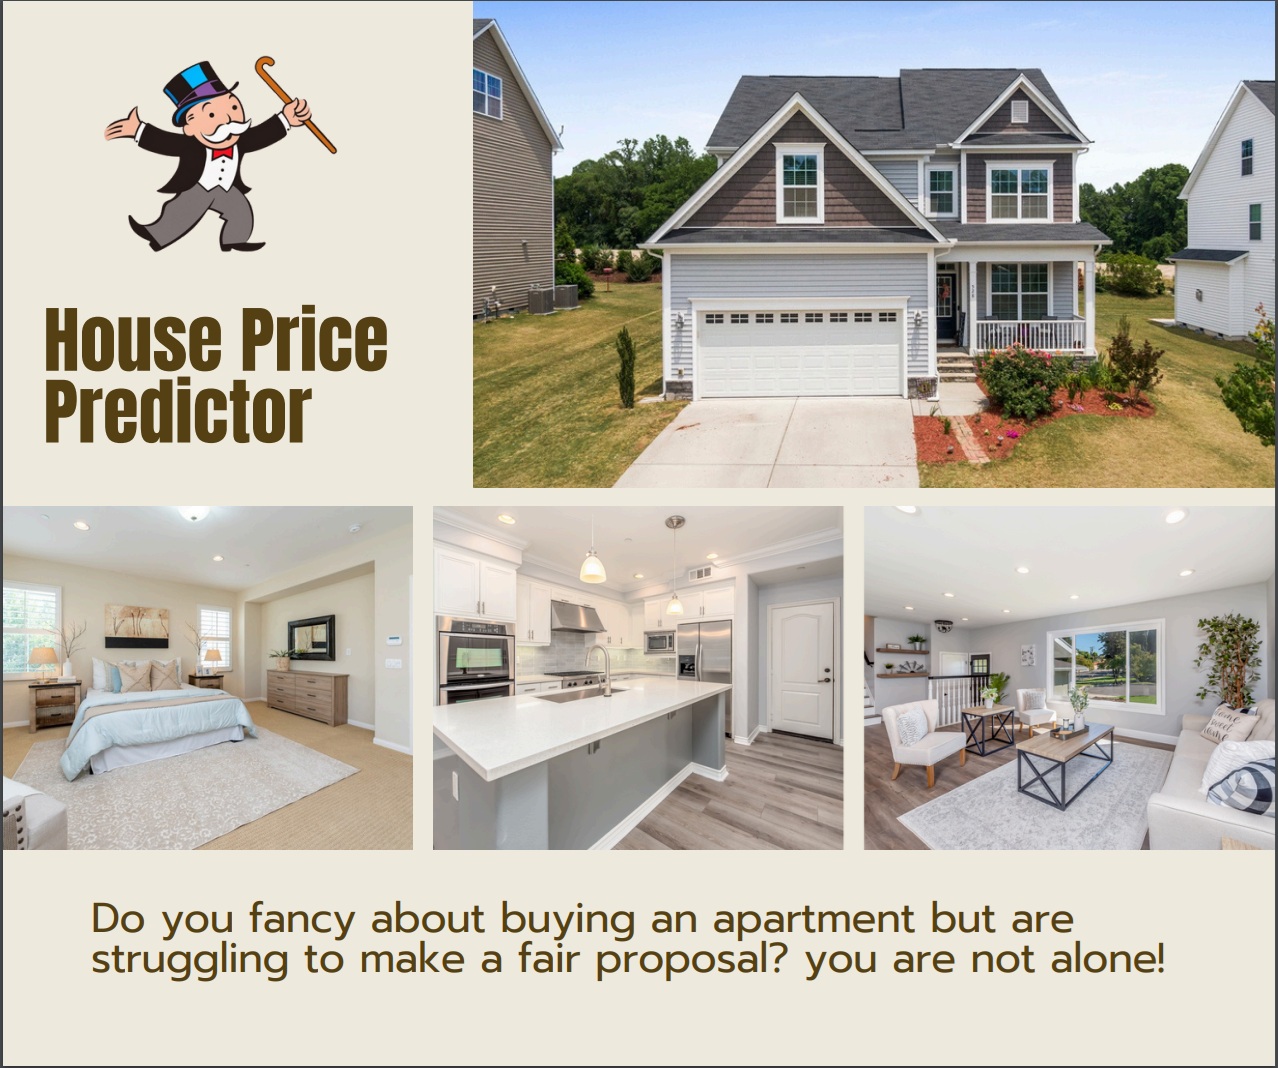 House Price
Predictor
Do you fancy about buying an apartment but are
struggling to make a fair proposal? you are not alone!